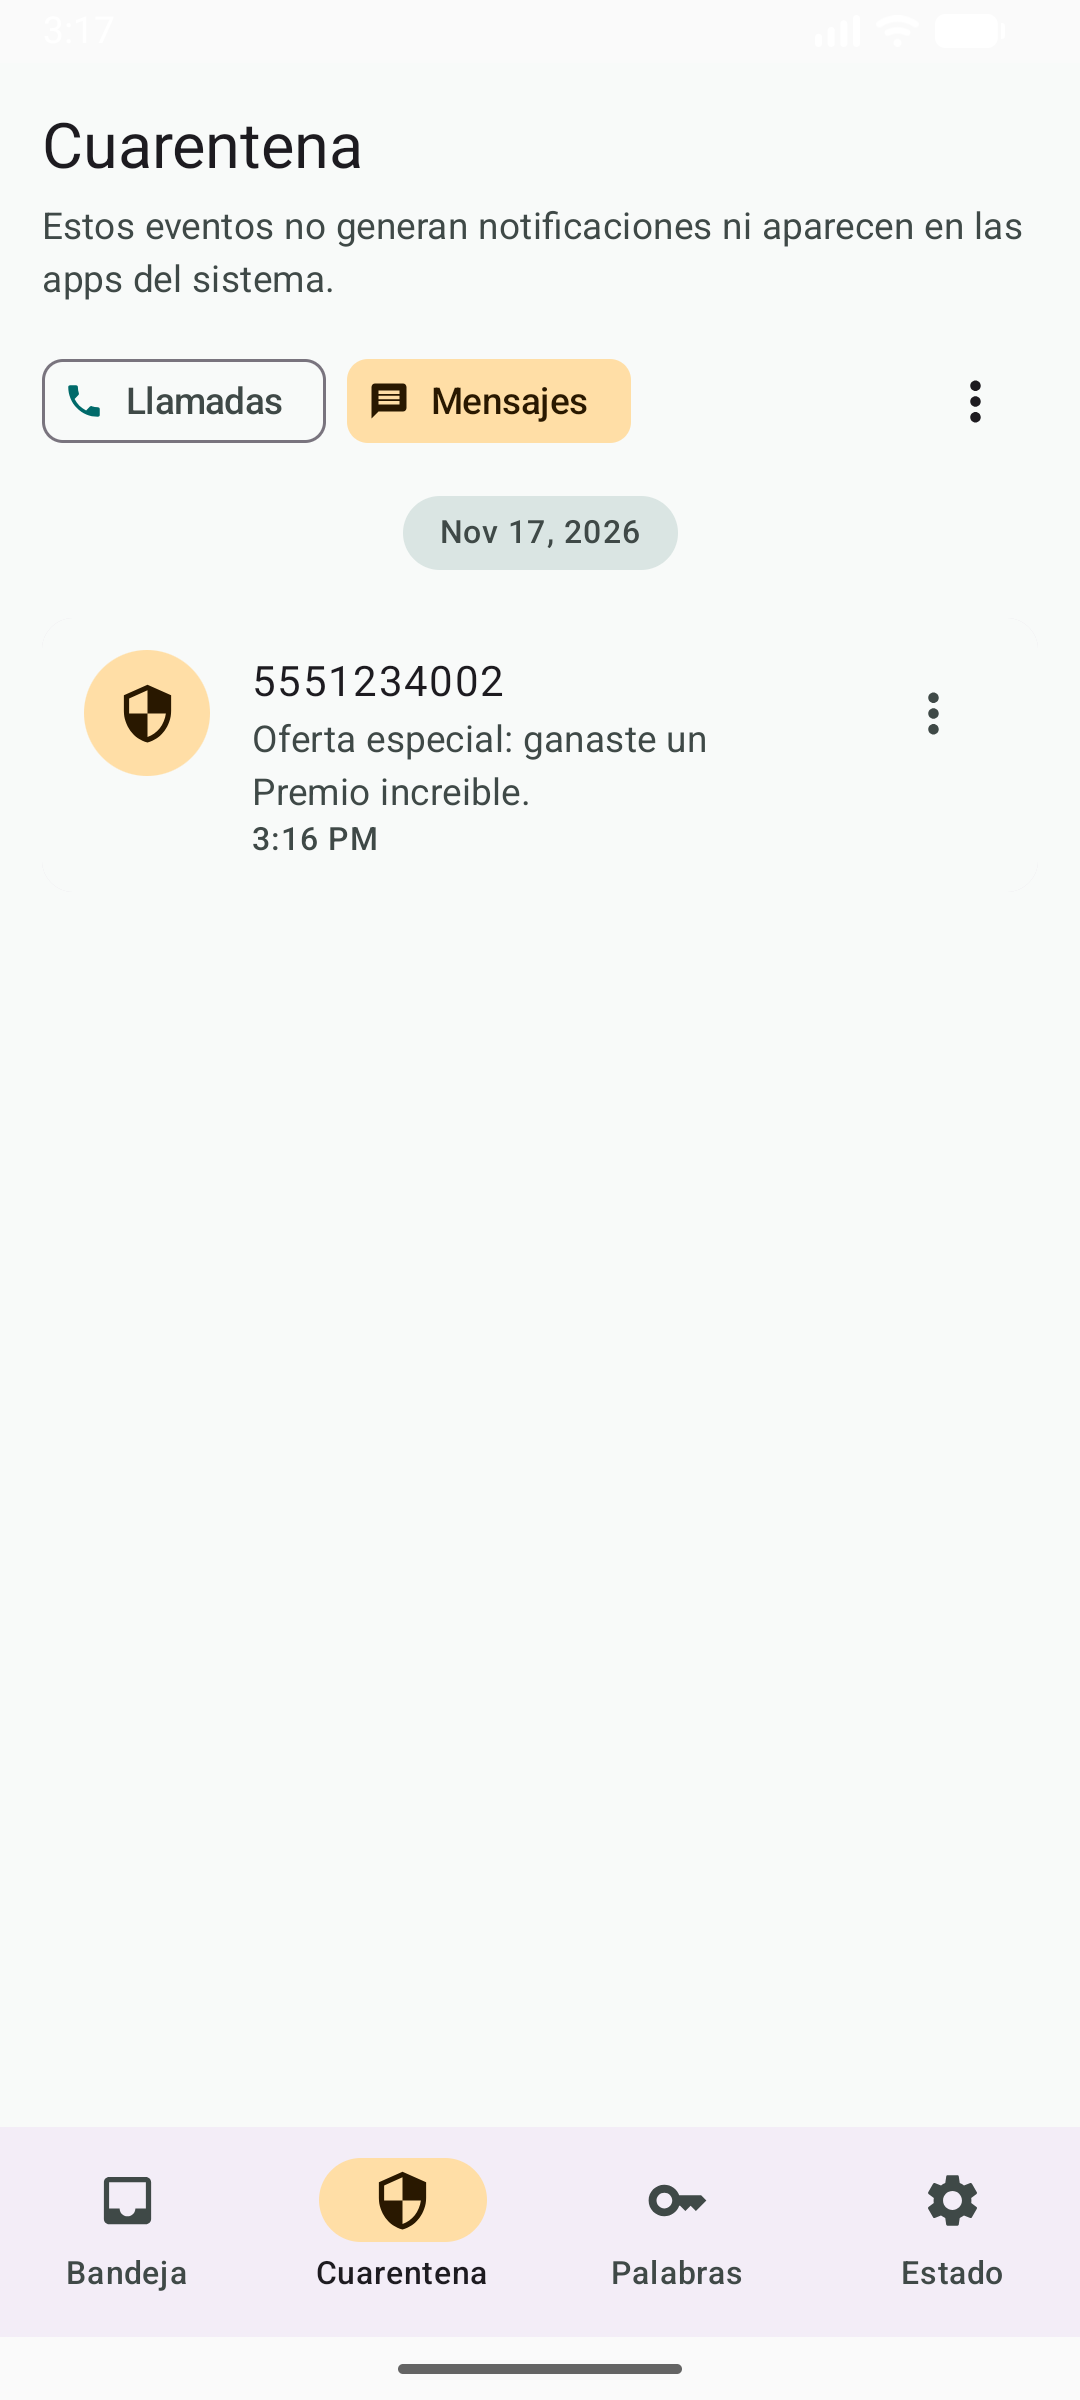 3:17
Cuarentena
Estos eventos no generan notificaciones ni aparecen en las
apps del sistema.
Llamadas
Mensajes
Nov 17, 2026
5551234002
Oferta especial: ganaste un
Premio increible.
3:16 PM
Bandeja
Cuarentena
Palabras
Estado